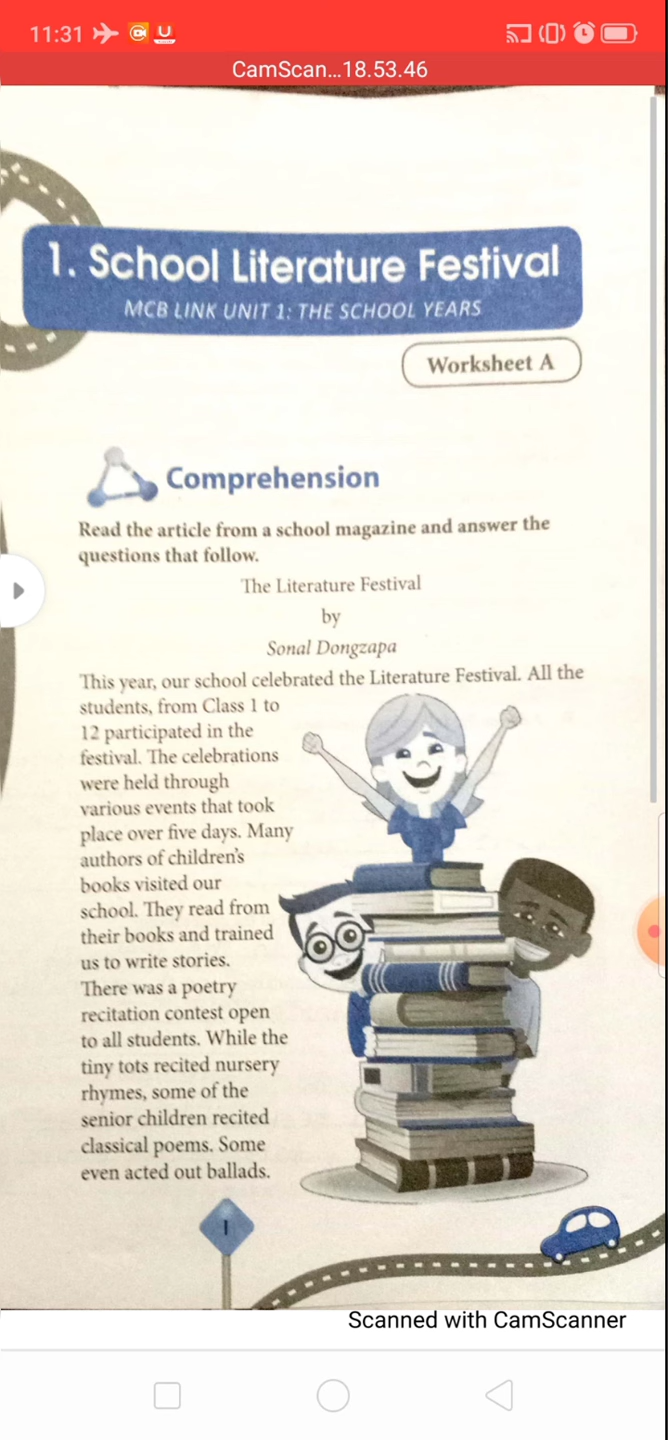 11:31
CamScan...18.53.46
1. School Literature Festival
MCB LINK UNIT 1: THE SCHOOL YEARS
Worksheet A
Comprehension
Read the article from a school magazine and answer the
questions that follow.
The Literature Festival
by
Sonal Dongzapa
This year, our school celebrated the Literature Festival. All the
students, from Class 1 to
12 participated in the
festival. The celebrations
were held through
various events that took
place over five days. Many
authors of children's
books visited our
school. They read from
their books and trained
us to write stories.
There was a poetry
recitation contest open
to all students. While the
tiny tots recited nursery
rhymes, some of the
senior children recited
classical poems. Some
even acted out ballads.
1
Scanned with CamScanner